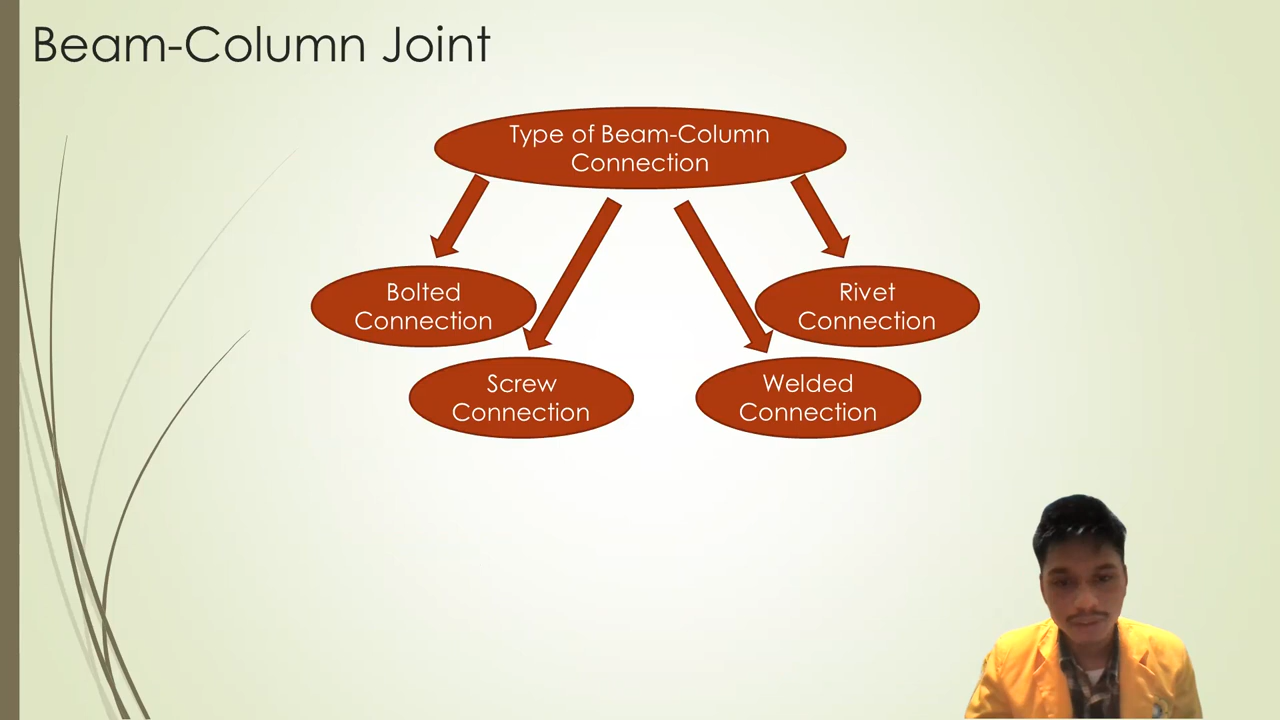 Beam-Column Joint
Type of Beam-Column
Connection
Bolted
Connection
Rivet
Connection
Screw
Connection
Welded
Connection